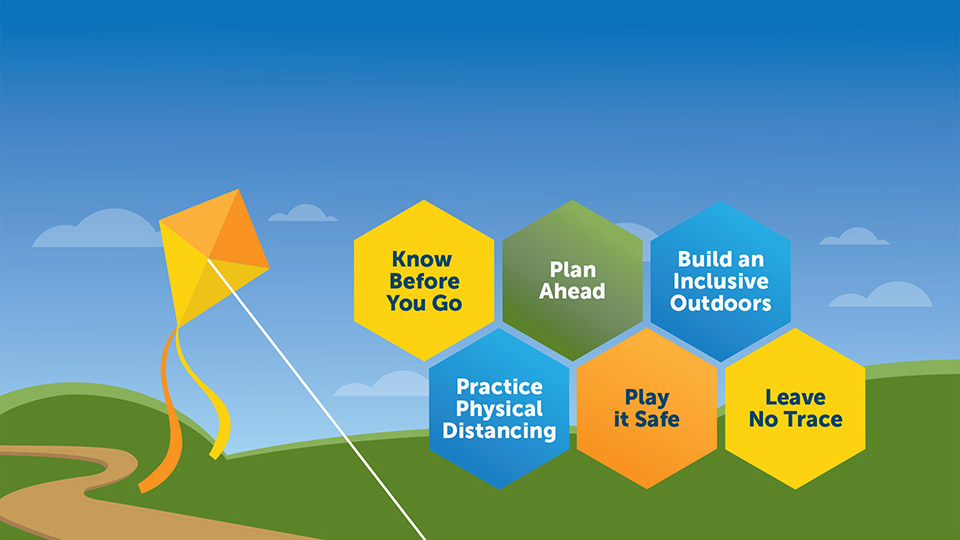 Know
Before
You Go
Plan
Ahead
Build an
Inclusive
Outdoors
Practice
Physical
Distancing
Play
it Safe
Leave
No Trace